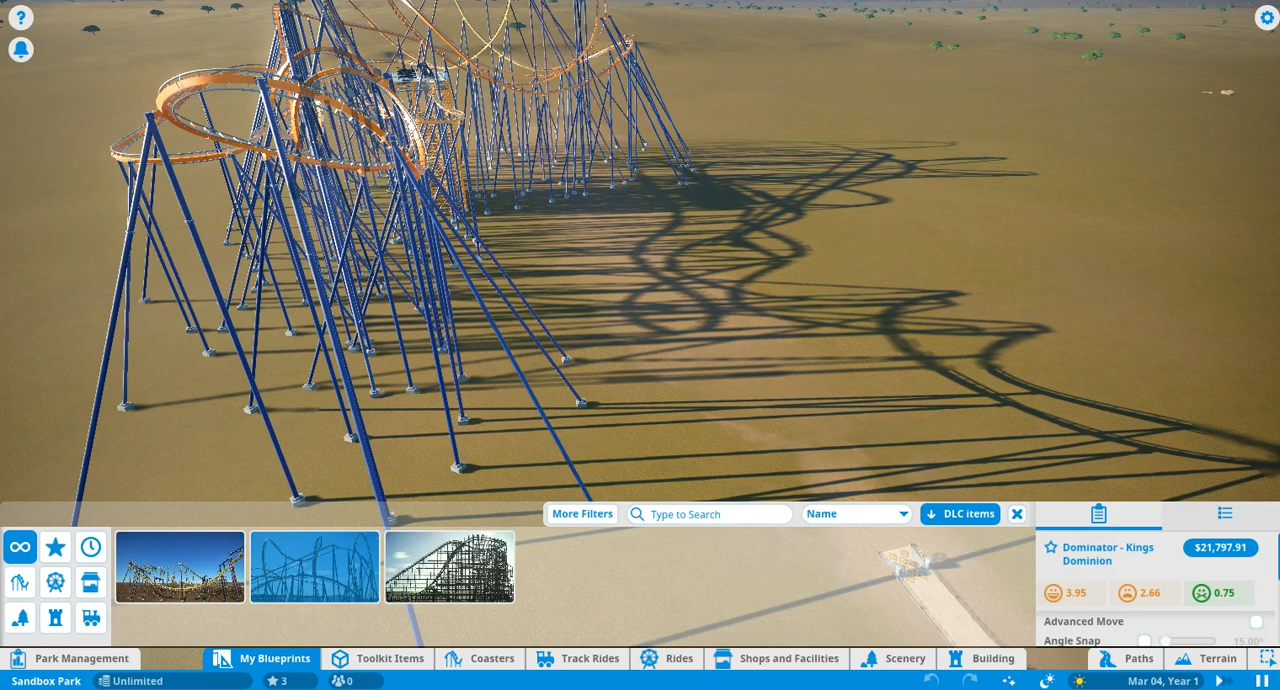 ?
More Filters
Type to Search
Name
DLC items
Dominator - Kings
Dominion
$21,797.91
3.95
2.66
0.75
Advanced Move
Angle Snap
15.00°
Park Management
My Blueprints
Toolkit Items
Coasters
Track Rides
Rides
Shops and Facilities
Scenery
Building
Paths
Terrain
Sandbox Park
Unlimited
3
0
Mar 04, Year 1